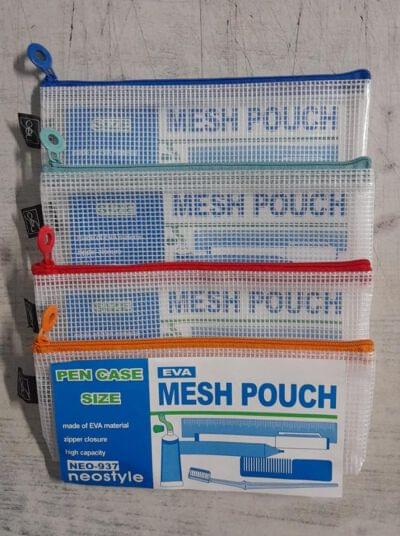 SIZE
MESH POUCH
SIZE
MESH POUCH
SIZE
MESH POUCH
PEN CASE
SIZE
made of EVA material
zipper closure
high capacity
NEO-937
neostyle
EVA
MESH POUCH